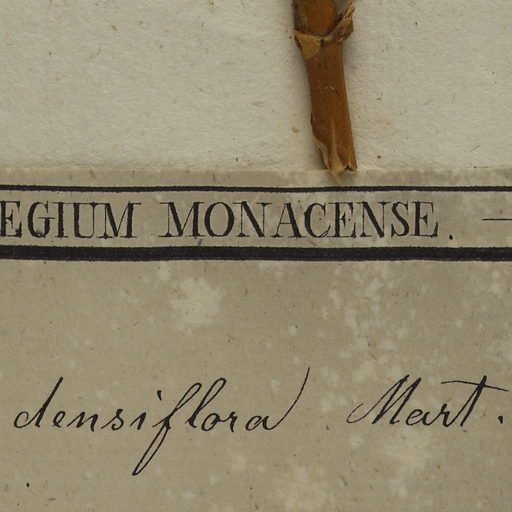 EGIUM MONACENSE. —
densiflora Mart.